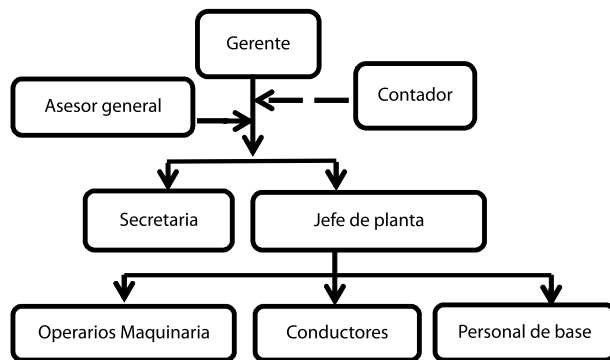 Gerente
Asesor general
Contador
Secretaria
Jefe de planta
Operarios Maquinaria
Conductores
Personal de base